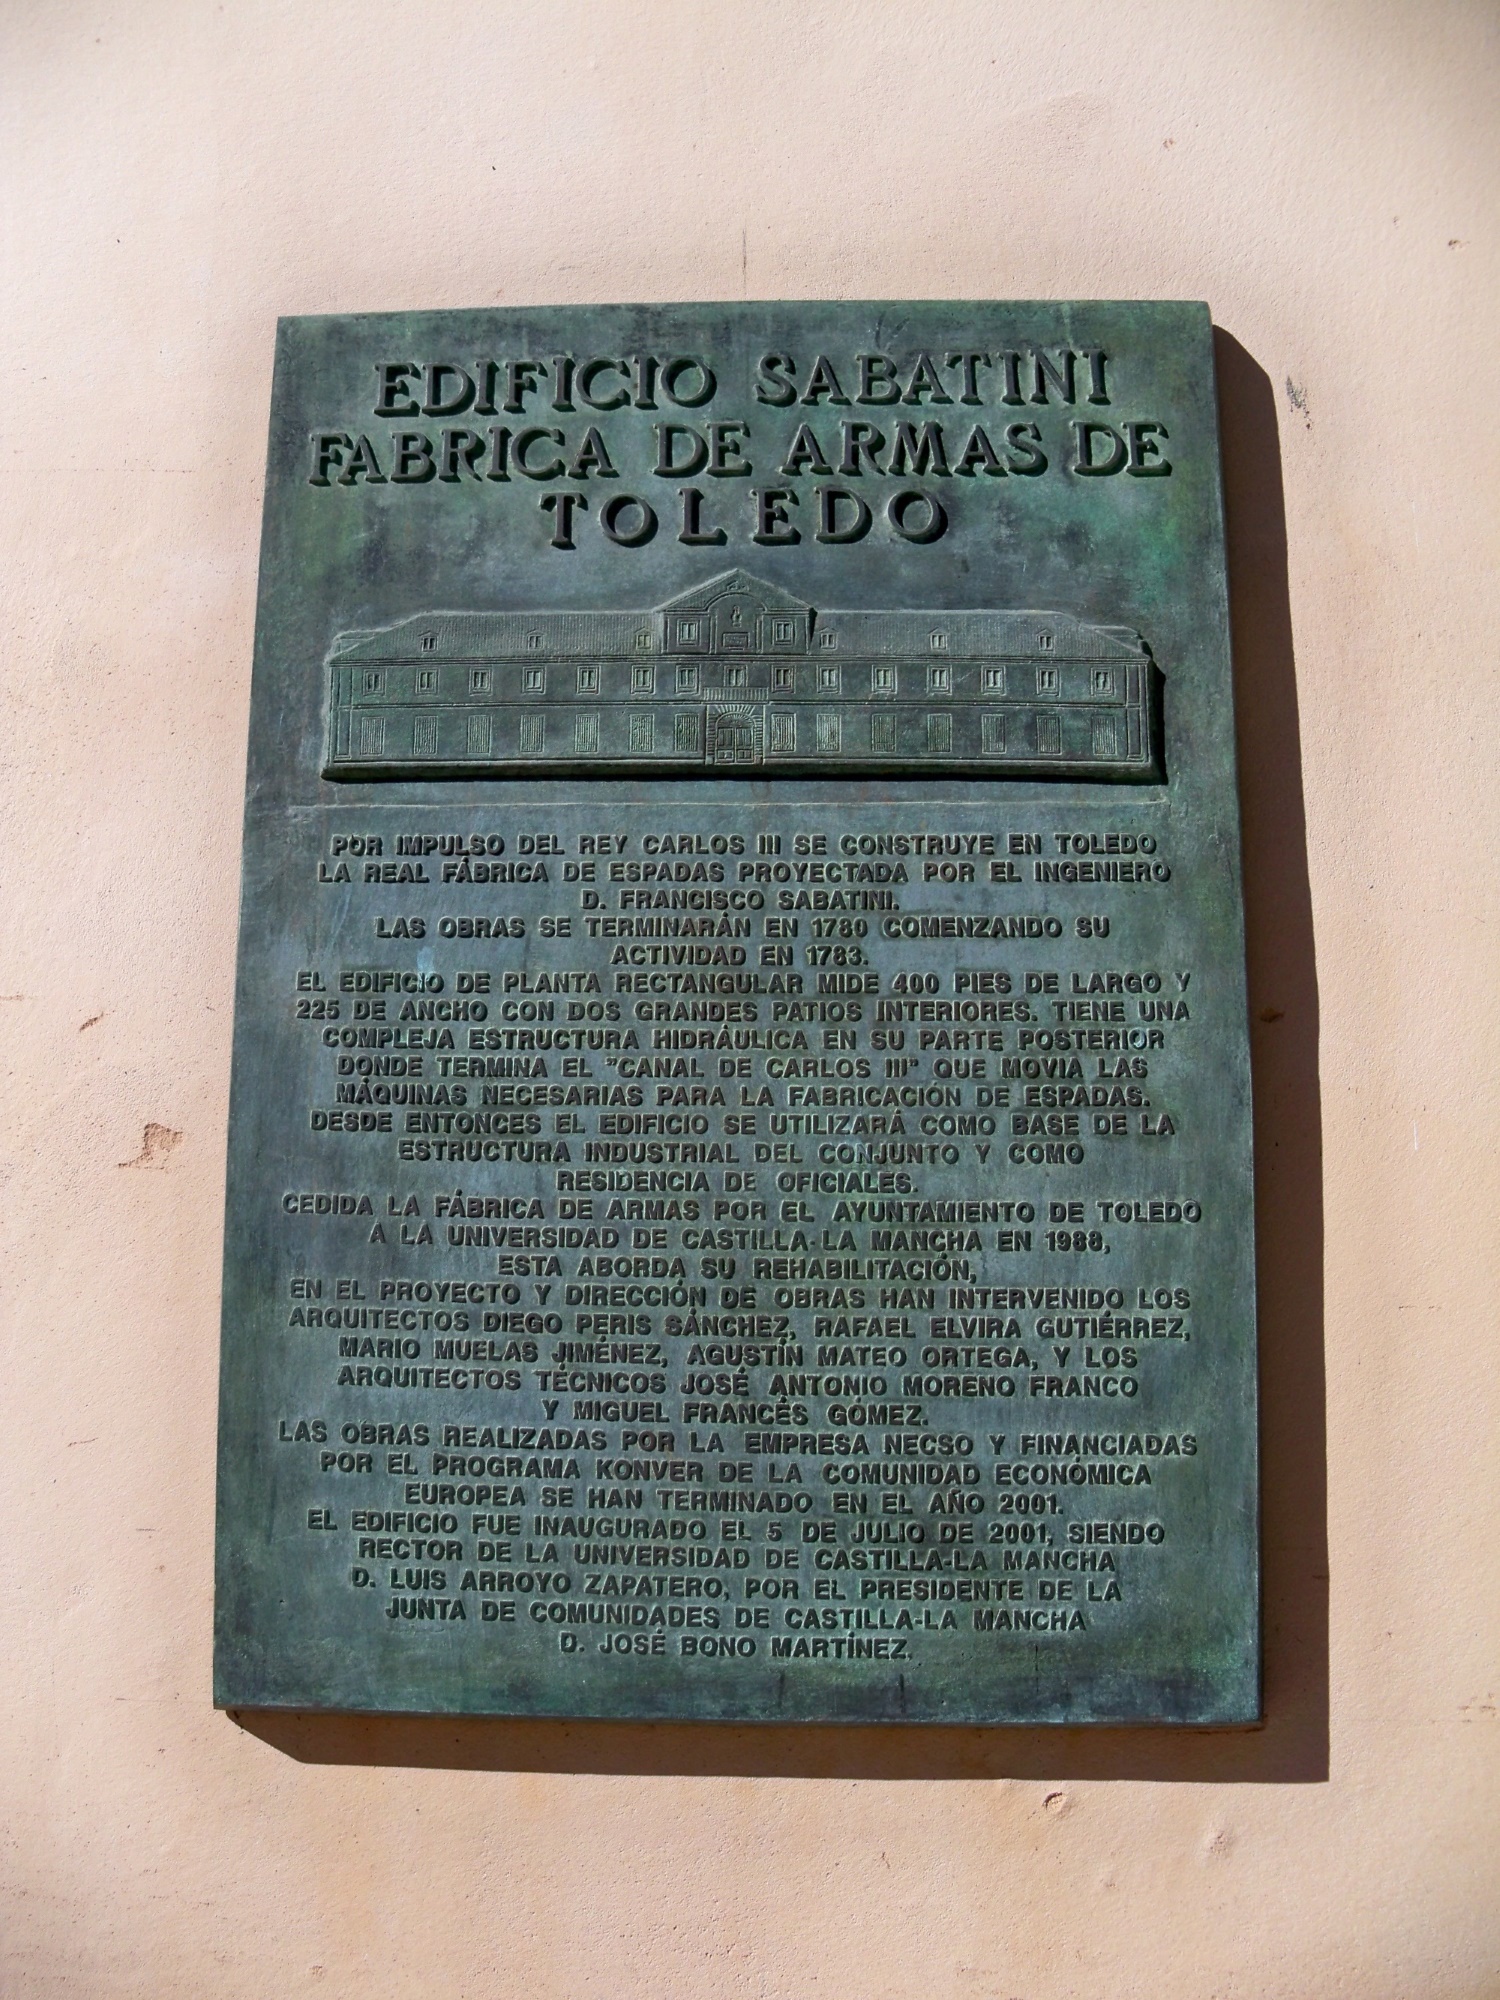 EDIFICIO SABATINI
FABRICA DE ARMAS DE
TOLEDO
POR IMPULSO DEL REY CARLOS III SE CONSTRUYE EN TOLEDO
LA REAL FÁBRICA DE ESPADAS PROYECTADA POR EL INGENIERO
D. FRANCISCO SABATINI.
LAS OBRAS SE TERMINARÁN EN 1780 COMENZANDO SU
ACTIVIDAD EN 1783.
EL EDIFICIO DE PLANTA RECTANGULAR MIDE 400 PIES DE LARGO Y
225 DE ANCHO CON DOS GRANDES PATIOS INTERIORES. TIENE UNA
COMPLEJA ESTRUCTURA HIDRÁULICA EN SU PARTE POSTERIOR
DONDE TERMINA EL "CANAL DE CARLOS III" QUE MOVIA LAS
MÁQUINAS NECESARIAS PARA LA FABRICACIÓN DE ESPADAS.
DESDE ENTONCES EL EDIFICIO SE UTILIZARÁ COMO BASE DE LA
ESTRUCTURA INDUSTRIAL DEL CONJUNTO Y COMO
RESIDENCIA DE OFICIALES.
CEDIDA LA FÁBRICA DE ARMAS POR EL AYUNTAMIENTO DE TOLEDO
A LA UNIVERSIDAD DE CASTILLA-LA MANCHA EN 1988,
ESTA ABORDA SU REHABILITACIÓN,
EN EL PROYECTO Y DIRECCIÓN DE OBRAS HAN INTERVENIDO LOS
ARQUITECTOS DIEGO PERIS SÁNCHEZ, RAFAEL ELVIRA GUTIÉRREZ,
MARIO MUELAS JIMÉNEZ, AGUSTÍN MATEO ORTEGA, Y LOS
ARQUITECTOS TÉCNICOS JOSÉ ANTONIO MORENO FRANCO
Y MIGUEL FRANCÉS GÓMEZ.
LAS OBRAS REALIZADAS POR LA EMPRESA NECSO Y FINANCIADAS
POR EL PROGRAMA KONVER DE LA COMUNIDAD ECONÓMICA
EUROPEA SE HAN TERMINADO EN EL AÑO 2001.
EL EDIFICIO FUE INAUGURADO EL 5 DE JULIO DE 2001, SIENDO
RECTOR DE LA UNIVERSIDAD DE CASTILLA-LA MANCHA
D. LUIS ARROYO ZAPATERO, POR EL PRESIDENTE DE LA
JUNTA DE COMUNIDADES DE CASTILLA-LA MANCHA
D. JOSÉ BONO MARTÍNEZ.